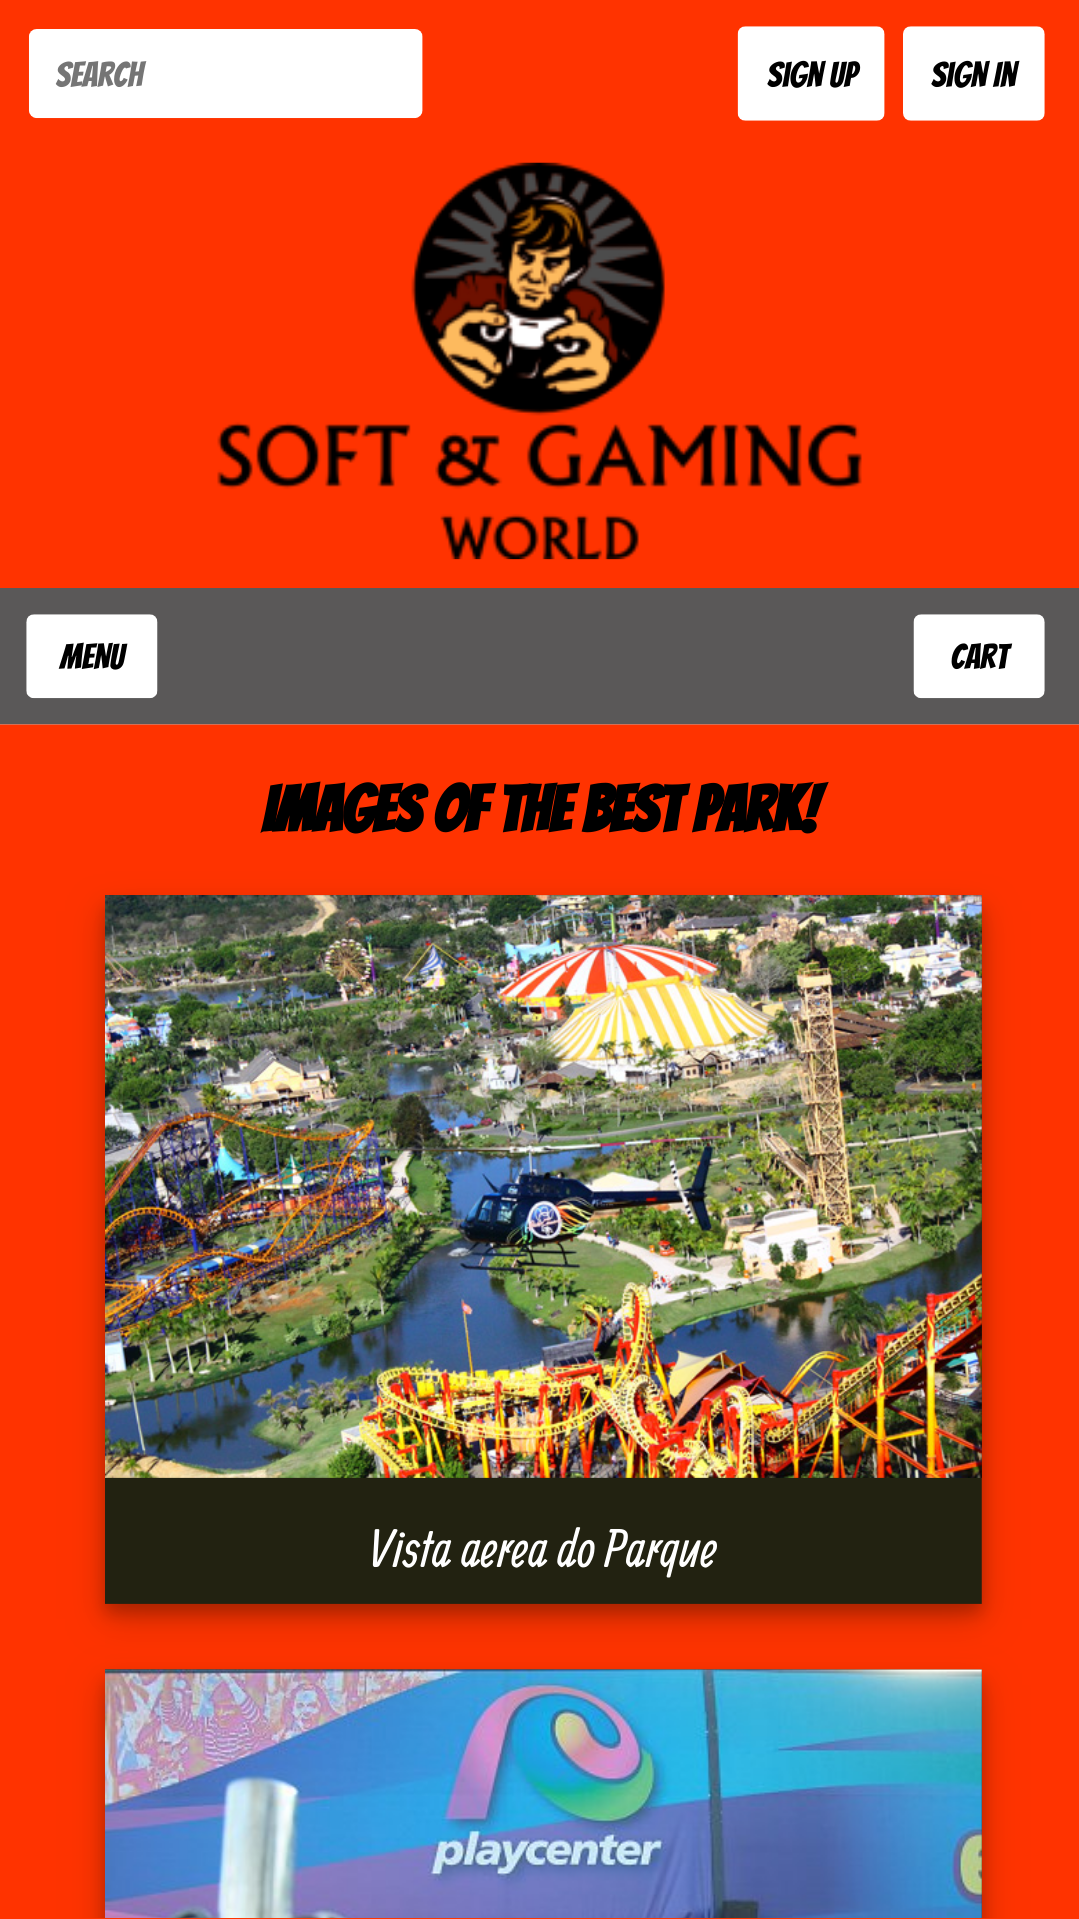 SEARCH
SIGN UP
SIGN IN
SOFT & GAMING
WORLD
MENU
CART
IMAGES OF THE BEST PARK!
Vista aerea do Parque
playcenter